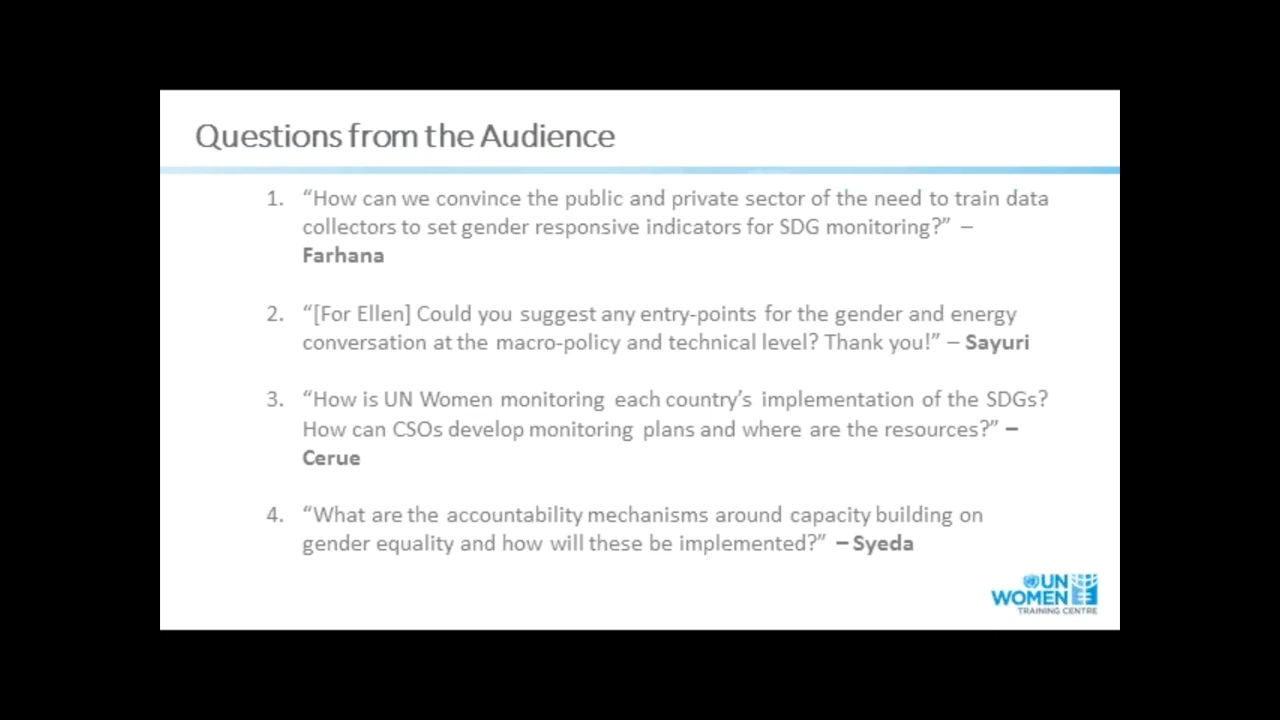 Questions from the Audience
1. “How can we convince the public and private sector of the need to train data
collectors to set gender responsive indicators for SDG monitoring?” –
Farhana
2. “[For Ellen] Could you suggest any entry-points for the gender and energy
conversation at the macro-policy and technical level? Thank you!” – Sayuri
3. “How is UN Women monitoring each country’s implementation of the SDGs?
How can CSOs develop monitoring plans and where are the resources?” –
Cerue
4. “What are the accountability mechanisms around capacity building on
gender equality and how will these be implemented?” – Syeda
UN
WOMEN
TRAINING CENTRE